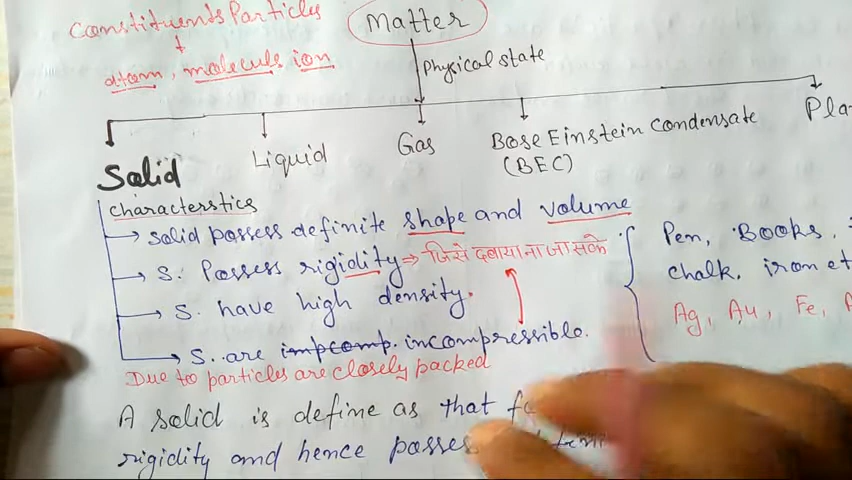 Constituents Particles
Matter
atom, molecule ion
Physical state
Solid
Liquid
Gas
Bose Einstein Condensate
(BEC)
Pla
characterstics
→ Solid possess definite shape and volume
→ S. Possess rigidity ⇒ जिसे दबाया ना जा सके
→ S. have high density.
→ S. are impcomp. incompressible.
Due to particles are closely packed
Pen, Books,
chalk, iron et
Ag, Au, Fe, A
A solid is define as that
rigidity and hence possess